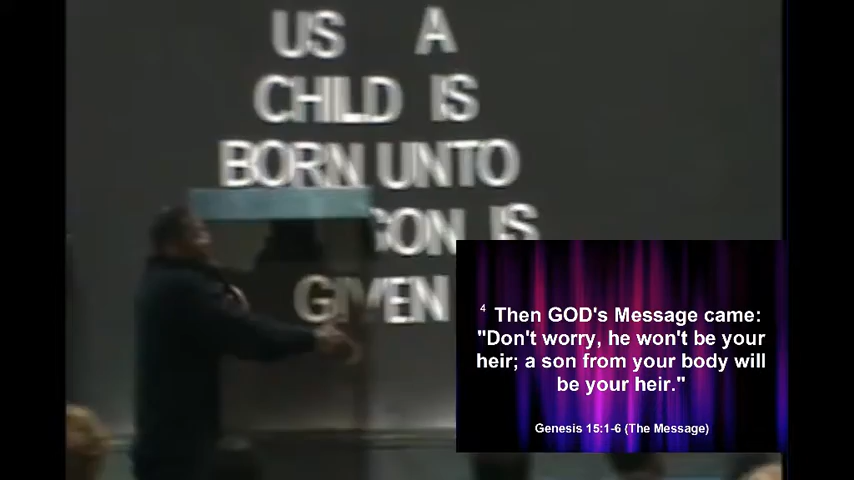 US A
CHILD IS
BORN UNTO
SON IS
GIVEN
4 Then GOD's Message came:
"Don't worry, he won't be your
heir; a son from your body will
be your heir."
Genesis 15:1-6 (The Message)